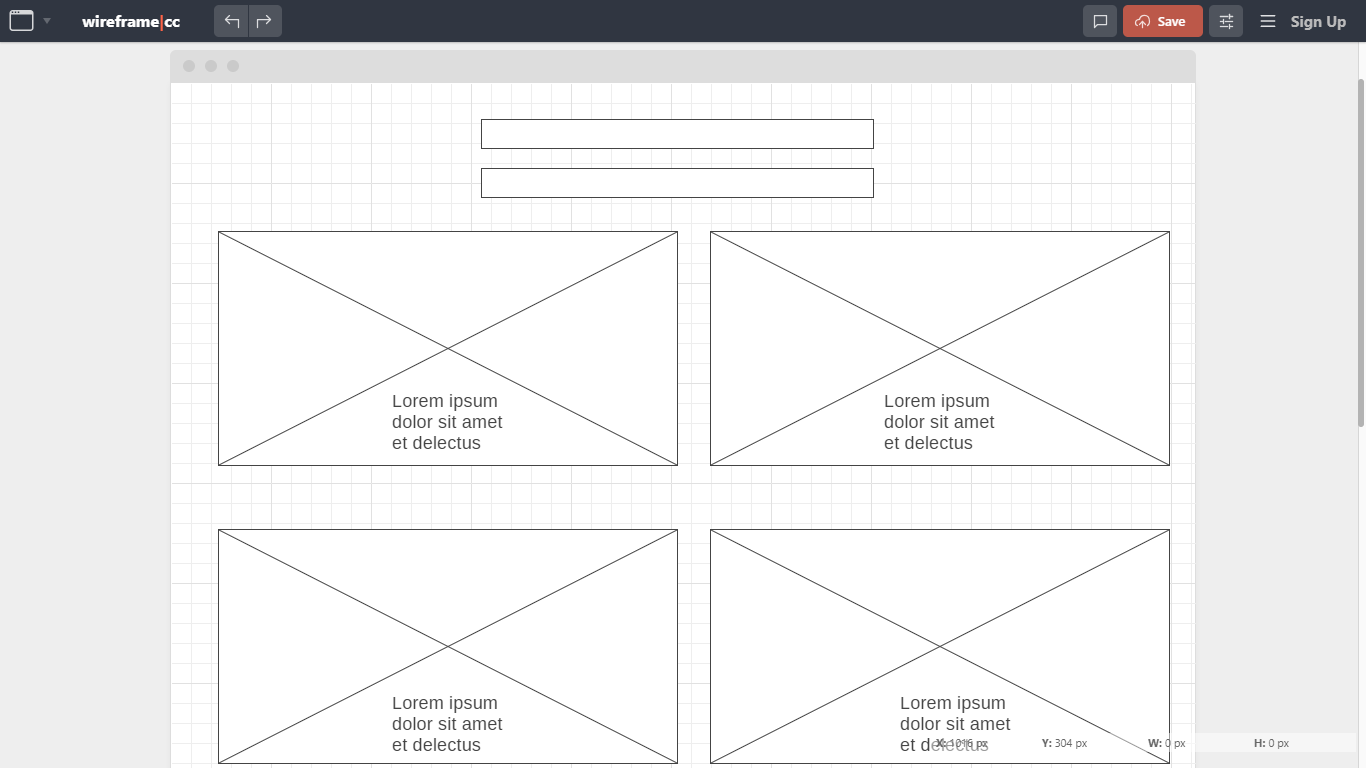 wireframe|cc
Save
Sign Up
Lorem ipsum
dolor sit amet
et delectus
Lorem ipsum
dolor sit amet
et delectus
Lorem ipsum
dolor sit amet
et delectus
Lorem ipsum
dolor sit amet
et delectus
X: 1016 px Y: 304 px W: 0 px H: 0 px